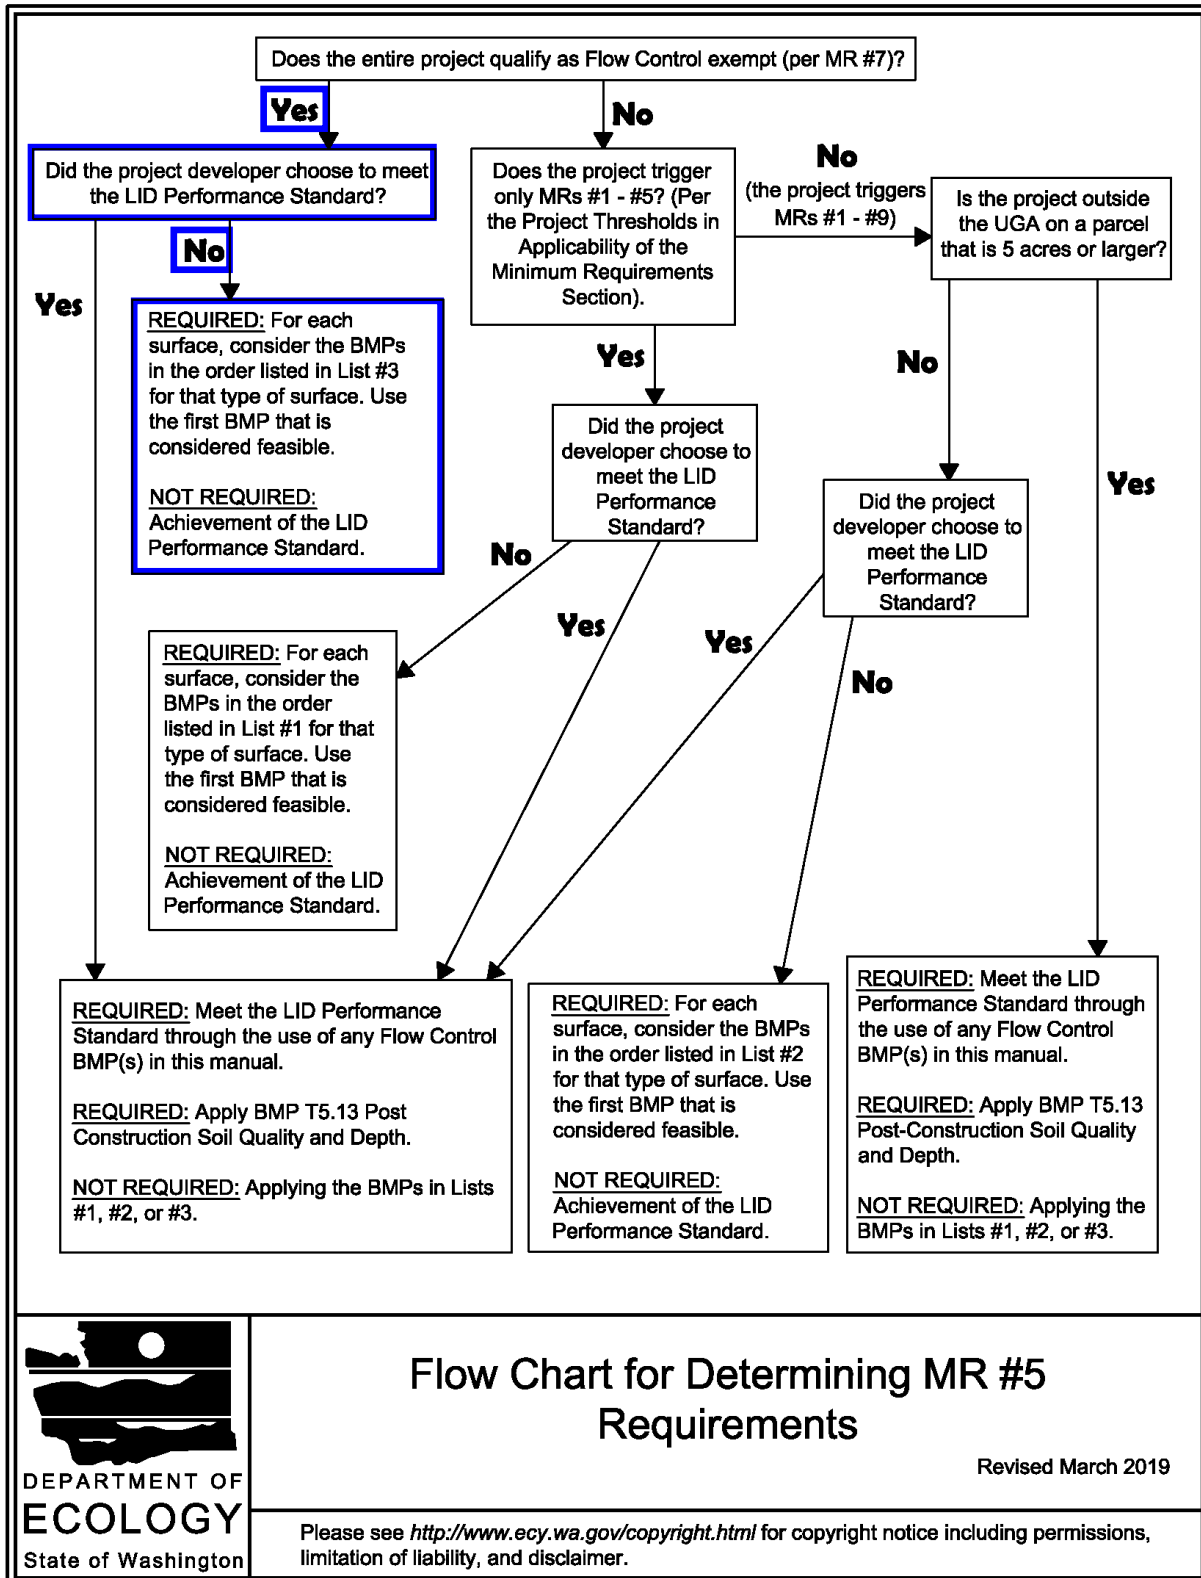 Does the entire project qualify as Flow Control exempt (per MR #7)?
Yes
No
Did the project developer choose to meet
the LID Performance Standard?
Does the project trigger
only MRs #1 - #5? (Per
the Project Thresholds in
Applicability of the
Minimum Requirements
Section).
No
(the project triggers
MRs #1 - #9)
Is the project outside
the UGA on a parcel
that is 5 acres or larger?
No
Yes
REQUIRED: For each
surface, consider the BMPs
in the order listed in List #3
for that type of surface. Use
the first BMP that is
considered feasible.
NOT REQUIRED:
Achievement of the LID
Performance Standard.
Yes
No
Yes
Did the project
developer choose to
meet the LID
Performance
Standard?
Did the project
developer choose to
meet the LID
Performance
Standard?
No
Yes
Yes
No
REQUIRED: For each
surface, consider the
BMPs in the order
listed in List #1 for that
type of surface. Use
the first BMP that is
considered feasible.
NOT REQUIRED:
Achievement of the LID
Performance Standard.
REQUIRED: Meet the LID Performance
Standard through the use of any Flow Control
BMP(s) in this manual.
REQUIRED: Apply BMP T5.13 Post
Construction Soil Quality and Depth.
NOT REQUIRED: Applying the BMPs in Lists
#1, #2, or #3.
REQUIRED: For each
surface, consider the BMPs
in the order listed in List #2
for that type of surface. Use
the first BMP that is
considered feasible.
NOT REQUIRED:
Achievement of the LID
Performance Standard.
REQUIRED: Meet the LID
Performance Standard through
the use of any Flow Control
BMP(s) in this manual.
REQUIRED: Apply BMP T5.13
Post-Construction Soil Quality
and Depth.
NOT REQUIRED: Applying the
BMPs in Lists #1, #2, or #3.
DEPARTMENT OF
ECOLOGY
State of Washington
Flow Chart for Determining MR #5
Requirements
Revised March 2019
Please see http://www.ecy.wa.gov/copyright.html for copyright notice including permissions,
limitation of liability, and disclaimer.